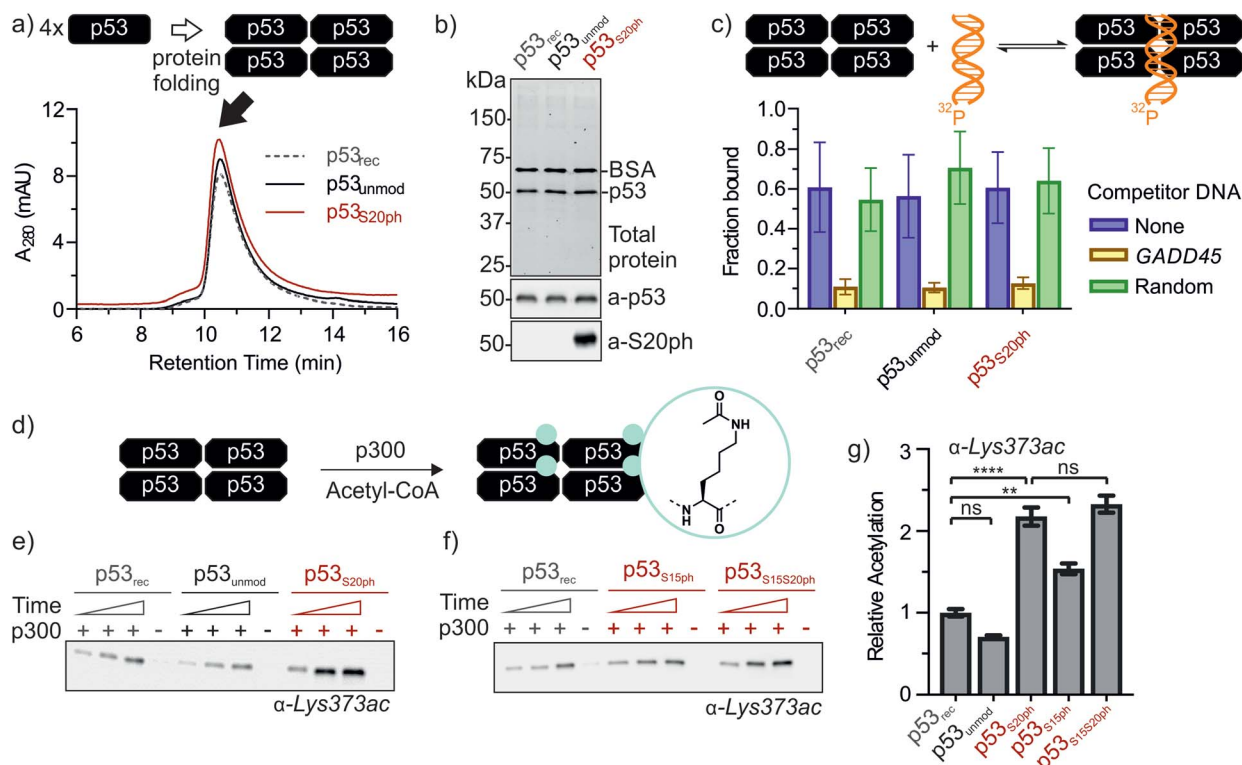 a) 4x p53
protein
folding
p53 p53
p53 p53
A280 (mAU)
12
8
4
0
6 8 10 12 14 16
Retention Time (min)
p53rec
p53unmod
p53S20ph
b)
p53rec p53unmod p53S20ph
kDa
150
75
50
37
25
BSA
p53
Total
protein
50 a-p53
50 a-S20ph
c)
p53 p53
p53 p53
+
32P
p53 p53
p53 p53
32P
Fraction bound
1.0
0.8
0.6
0.4
0.2
0.0
p53rec p53unmod p53S20ph
Competitor DNA
None
GADD45
Random
d)
p53 p53
p53 p53
p300
Acetyl-CoA
p53 p53
p53 p53
O
NH
N
H
O
e)
p53rec p53unmod p53S20ph
Time
p300 + + + - + + + - + + + -
α-Lys373ac
f)
p53rec p53S15ph p53S15S20ph
Time
p300 + + + - + + + - + + + -
α-Lys373ac
g)
α-Lys373ac
**** ns
**
ns
Relative Acetylation
3
2
1
0
p53rec p53unmod p53S20ph p53S15ph p53S15S20ph